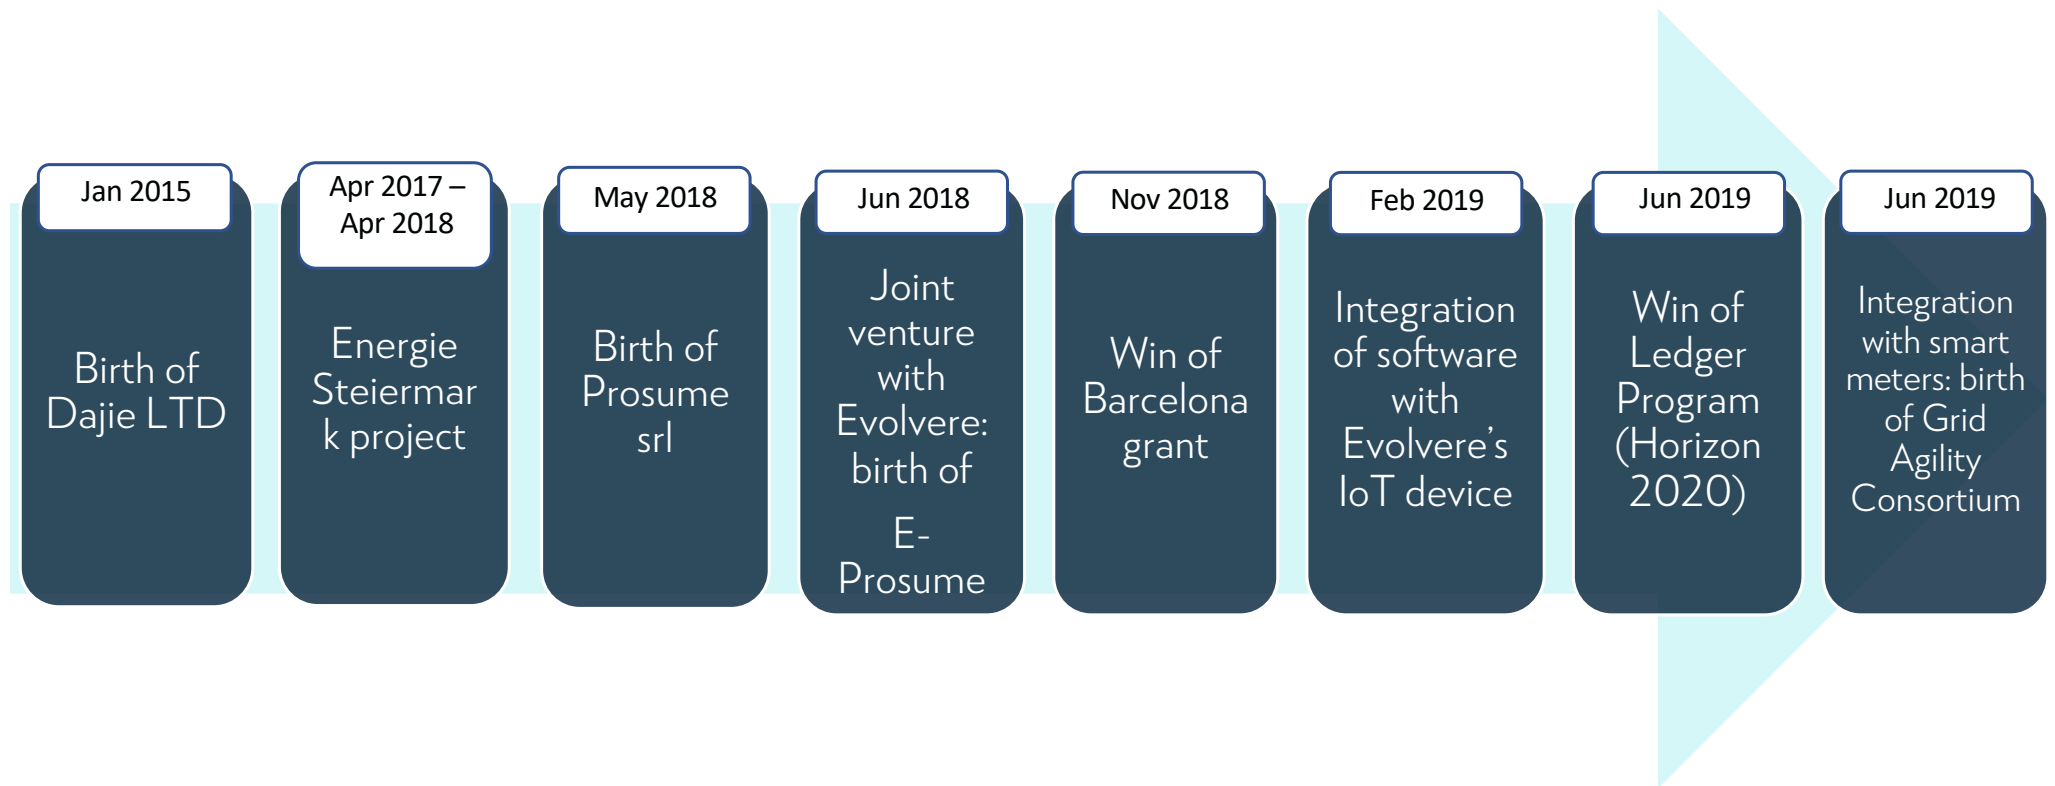 Jan 2015
Birth of
Dajie LTD
Apr 2017 –
Apr 2018
Energie
Steiermar
k project
May 2018
Birth of
Prosume
srl
Jun 2018
Joint
venture
with
Evolvere:
birth of
E-
Prosume
Nov 2018
Win of
Barcelona
grant
Feb 2019
Integration
of software
with
Evolvere’s
IoT device
Jun 2019
Win of
Ledger
Program
(Horizon
2020)
Jun 2019
Integration
with smart
meters: birth
of Grid
Agility
Consortium